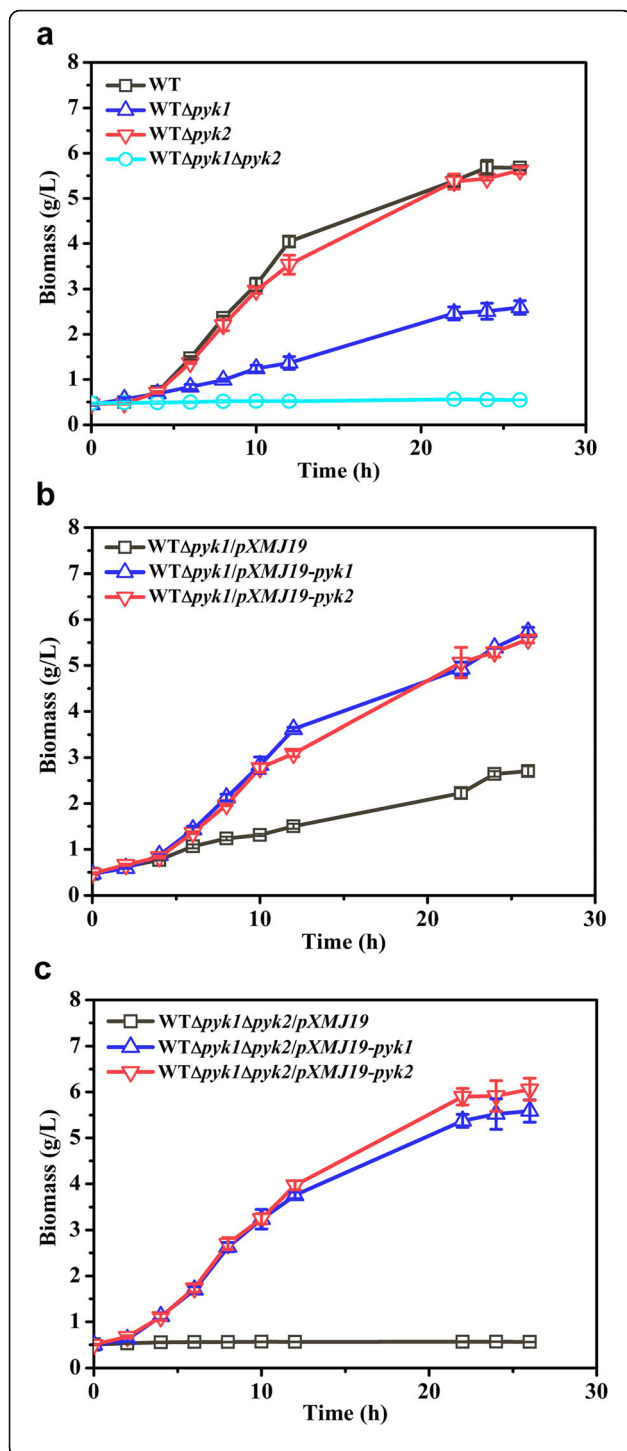 a
8
7
6
5
4
3
2
1
0
Biomass (g/L)
WT
WTΔpyk1
WTΔpyk2
WTΔpyk1Δpyk2
0 10 20 30
Time (h)
b
8
7
6
5
4
3
2
1
0
Biomass (g/L)
WTΔpyk1/pXMJ19
WTΔpyk1/pXMJ19-pyk1
WTΔpyk1/pXMJ19-pyk2
0 10 20 30
Time (h)
c
8
7
6
5
4
3
2
1
0
Biomass (g/L)
WTΔpyk1Δpyk2/pXMJ19
WTΔpyk1Δpyk2/pXMJ19-pyk1
WTΔpyk1Δpyk2/pXMJ19-pyk2
0 10 20 30
Time (h)